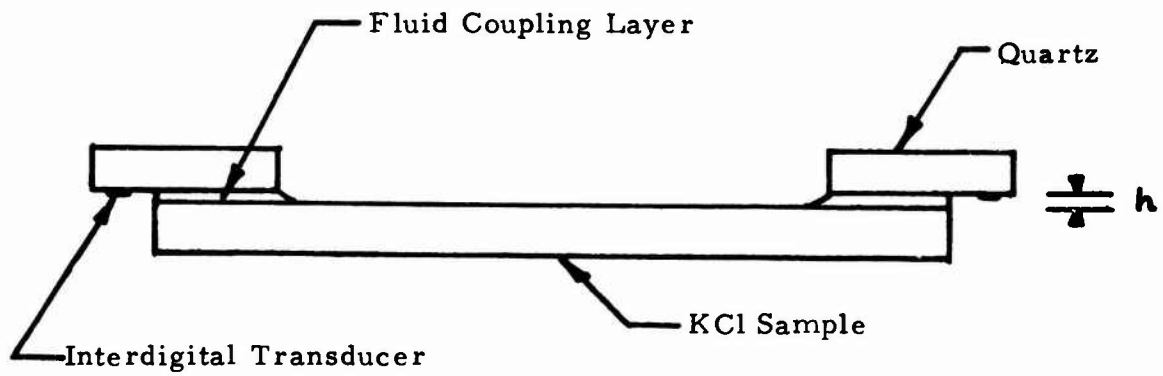 Fluid Coupling Layer
Quartz
h
KCl Sample
Interdigital Transducer